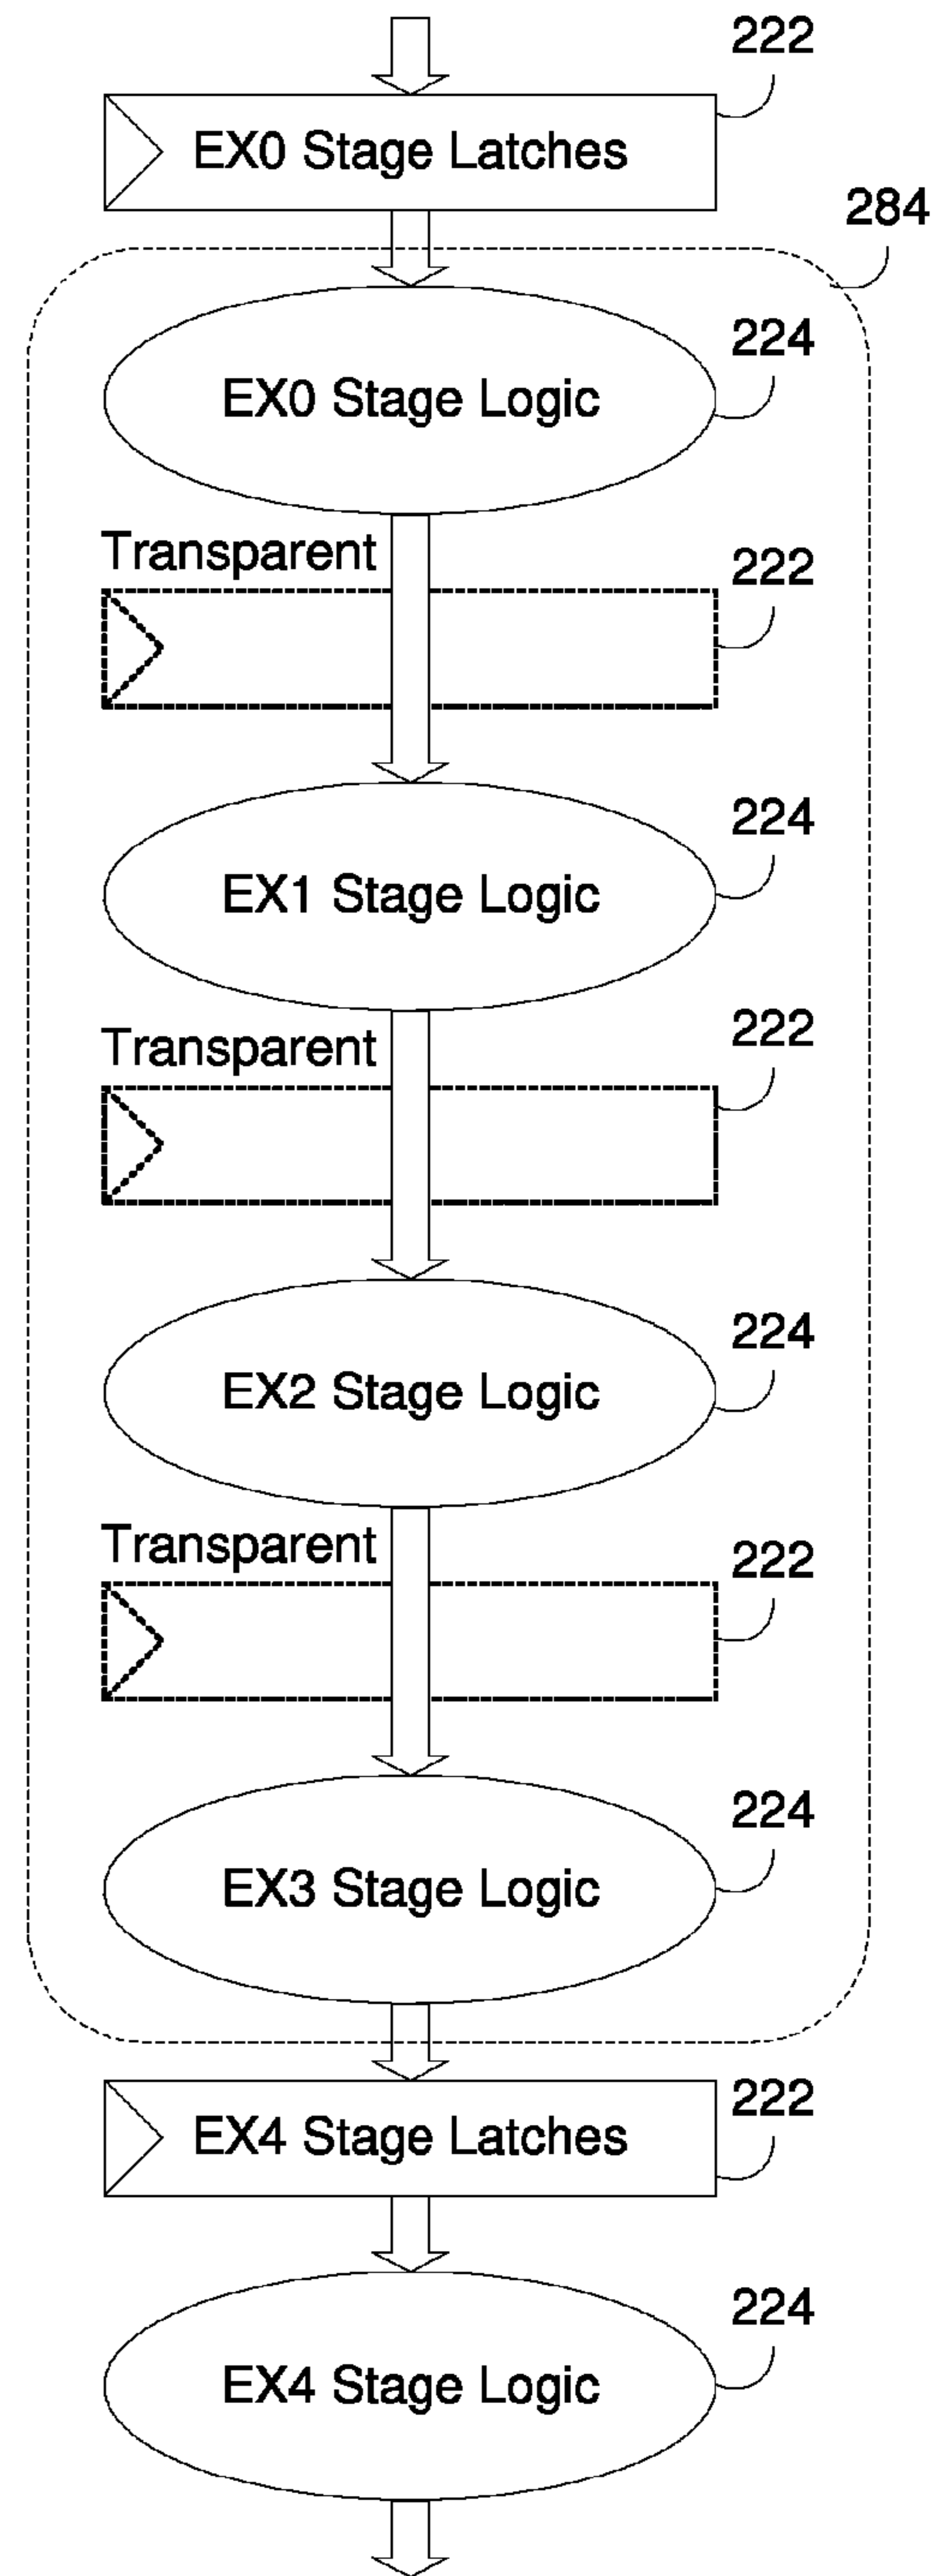 222
EX0 Stage Latches
284
224
EX0 Stage Logic
Transparent
222
224
EX1 Stage Logic
222
Transparent
224
EX2 Stage Logic
Transparent
222
224
EX3 Stage Logic
222
EX4 Stage Latches
224
EX4 Stage Logic